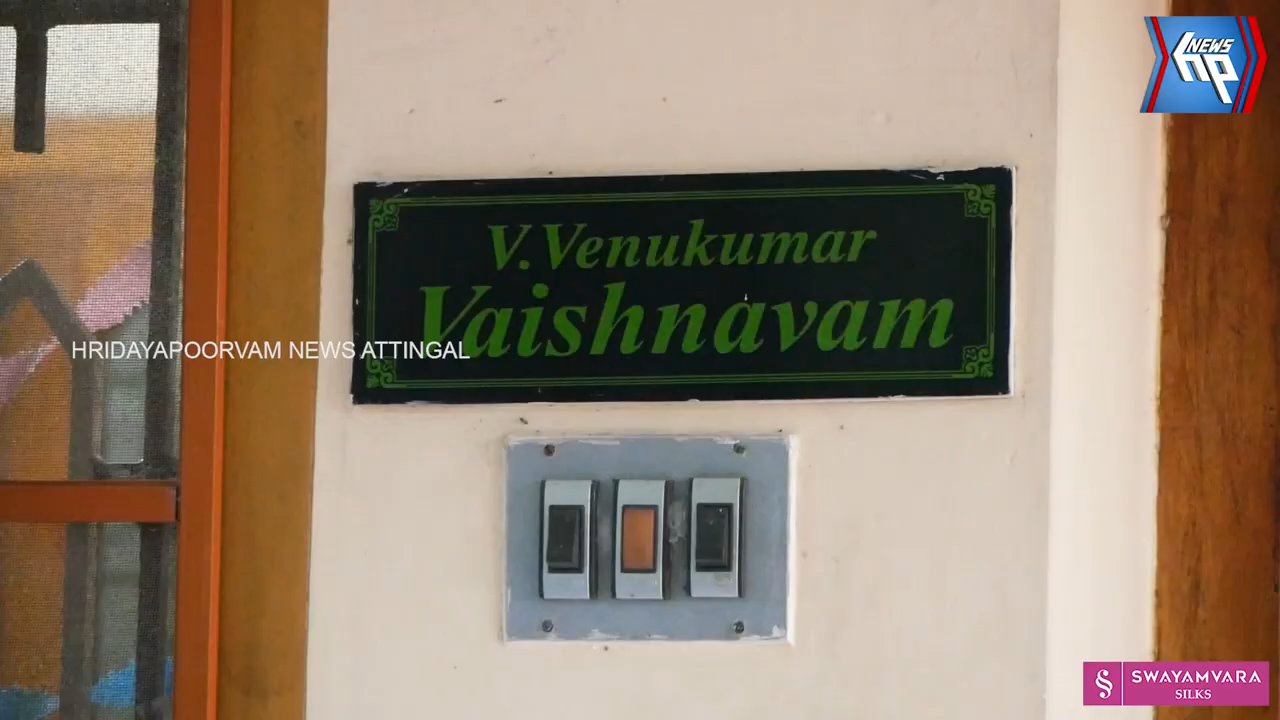 NEWS
hp
V.Venukumar
Vaishnavam
HRIDAYAPOORVAM NEWS ATTINGAL
SWAYAMVARA
SILKS